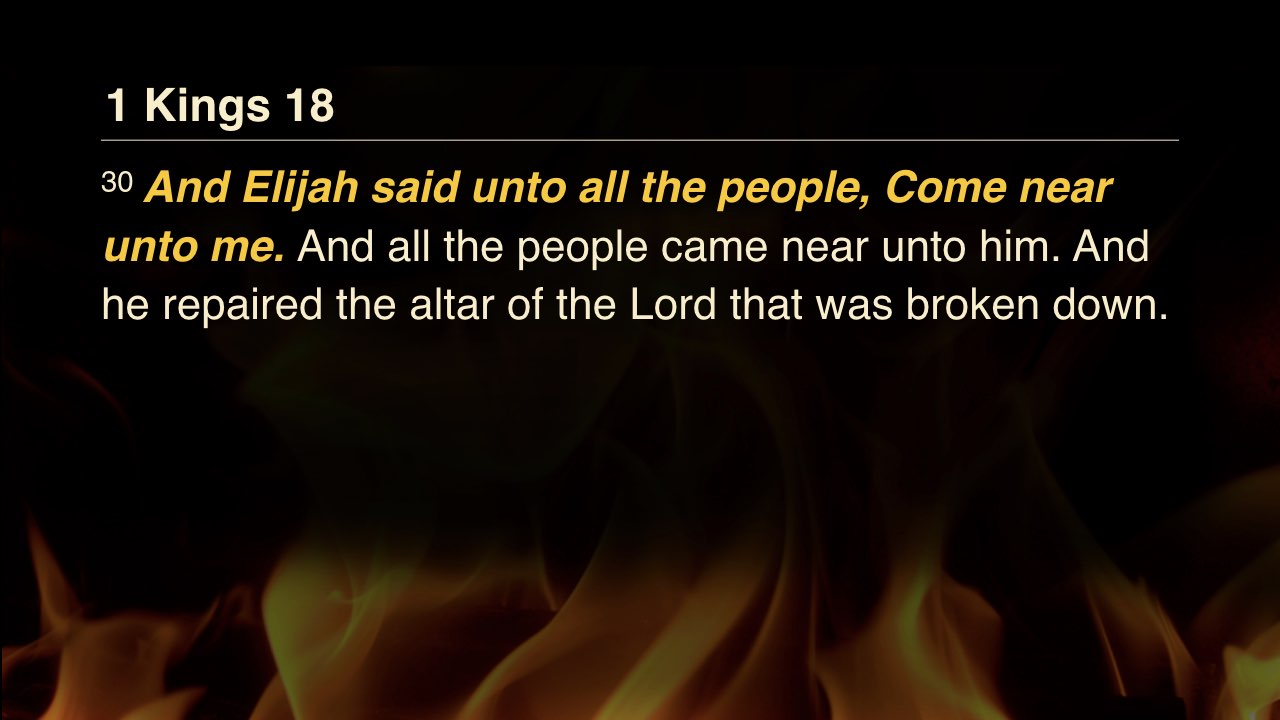 1 Kings 18
30 And Elijah said unto all the people, Come near
unto me. And all the people came near unto him. And
he repaired the altar of the Lord that was broken down.